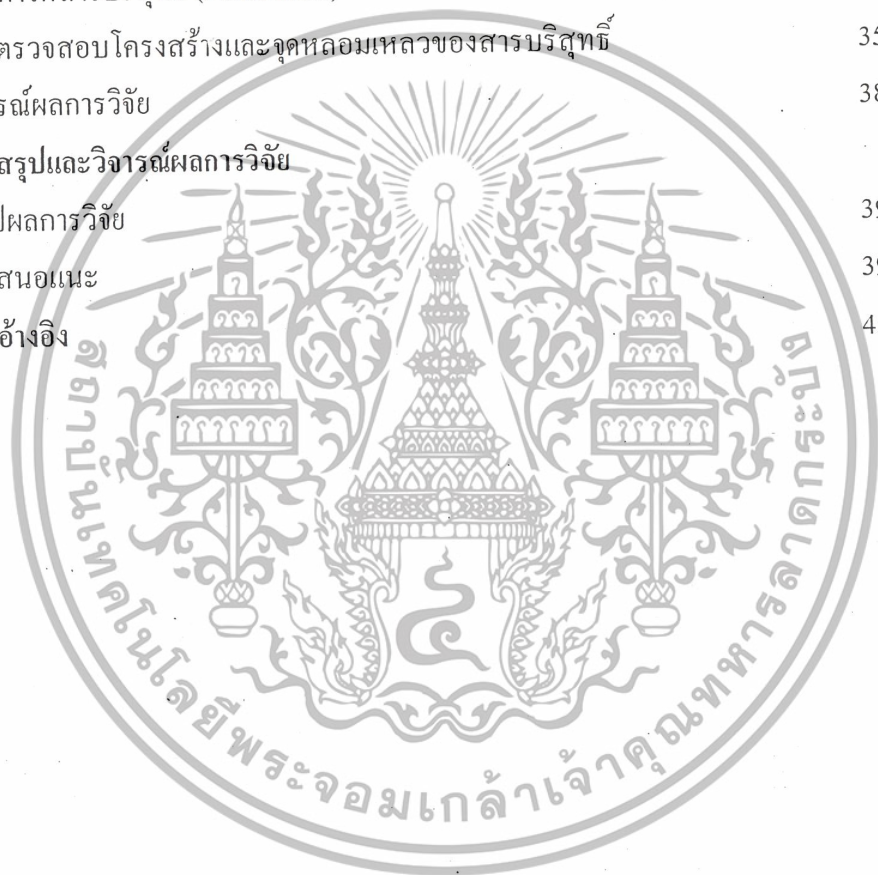 ตรวจสอบโครงสร้างและจุดหลอมเหลวของสารบริสุทธิ์ 35
รณ์ผลการวิจัย 38
สรุปและวิจารณ์ผลการวิจัย
ปผลการวิจัย 39
สนอแนะ 39
อ้างอิง 4
สถาบันเทคโนโลยีพระจอมเกล้าเจ้าคุณทหารลาดกระบัง
๔